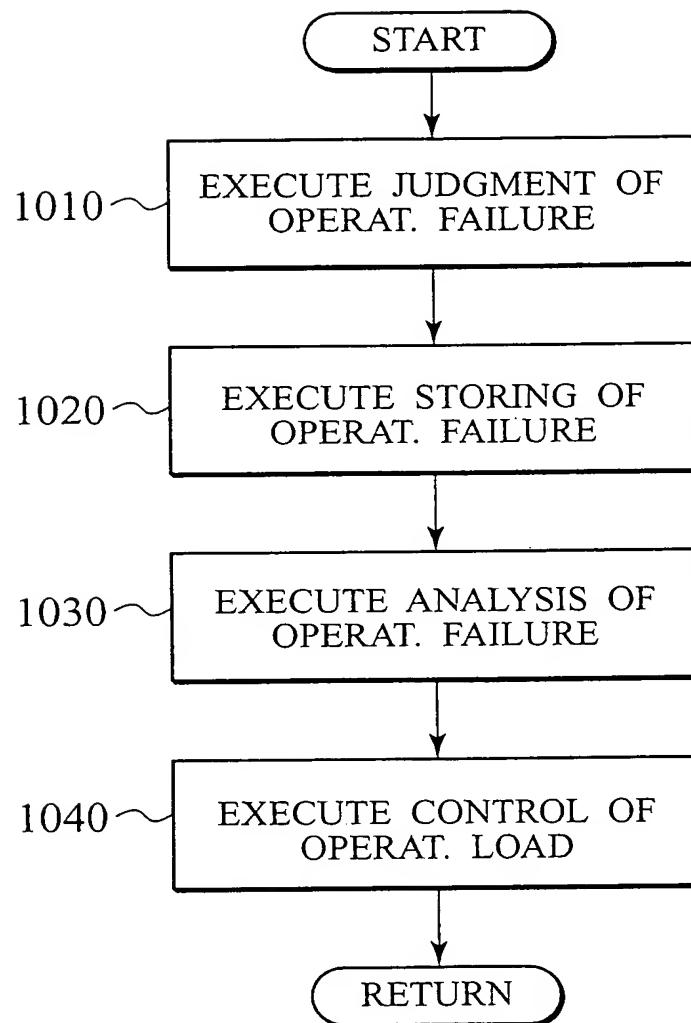 START
1010
EXECUTE JUDGMENT OF
OPERAT. FAILURE
1020
EXECUTE STORING OF
OPERAT. FAILURE
1030
EXECUTE ANALYSIS OF
OPERAT. FAILURE
1040
EXECUTE CONTROL OF
OPERAT. LOAD
RETURN